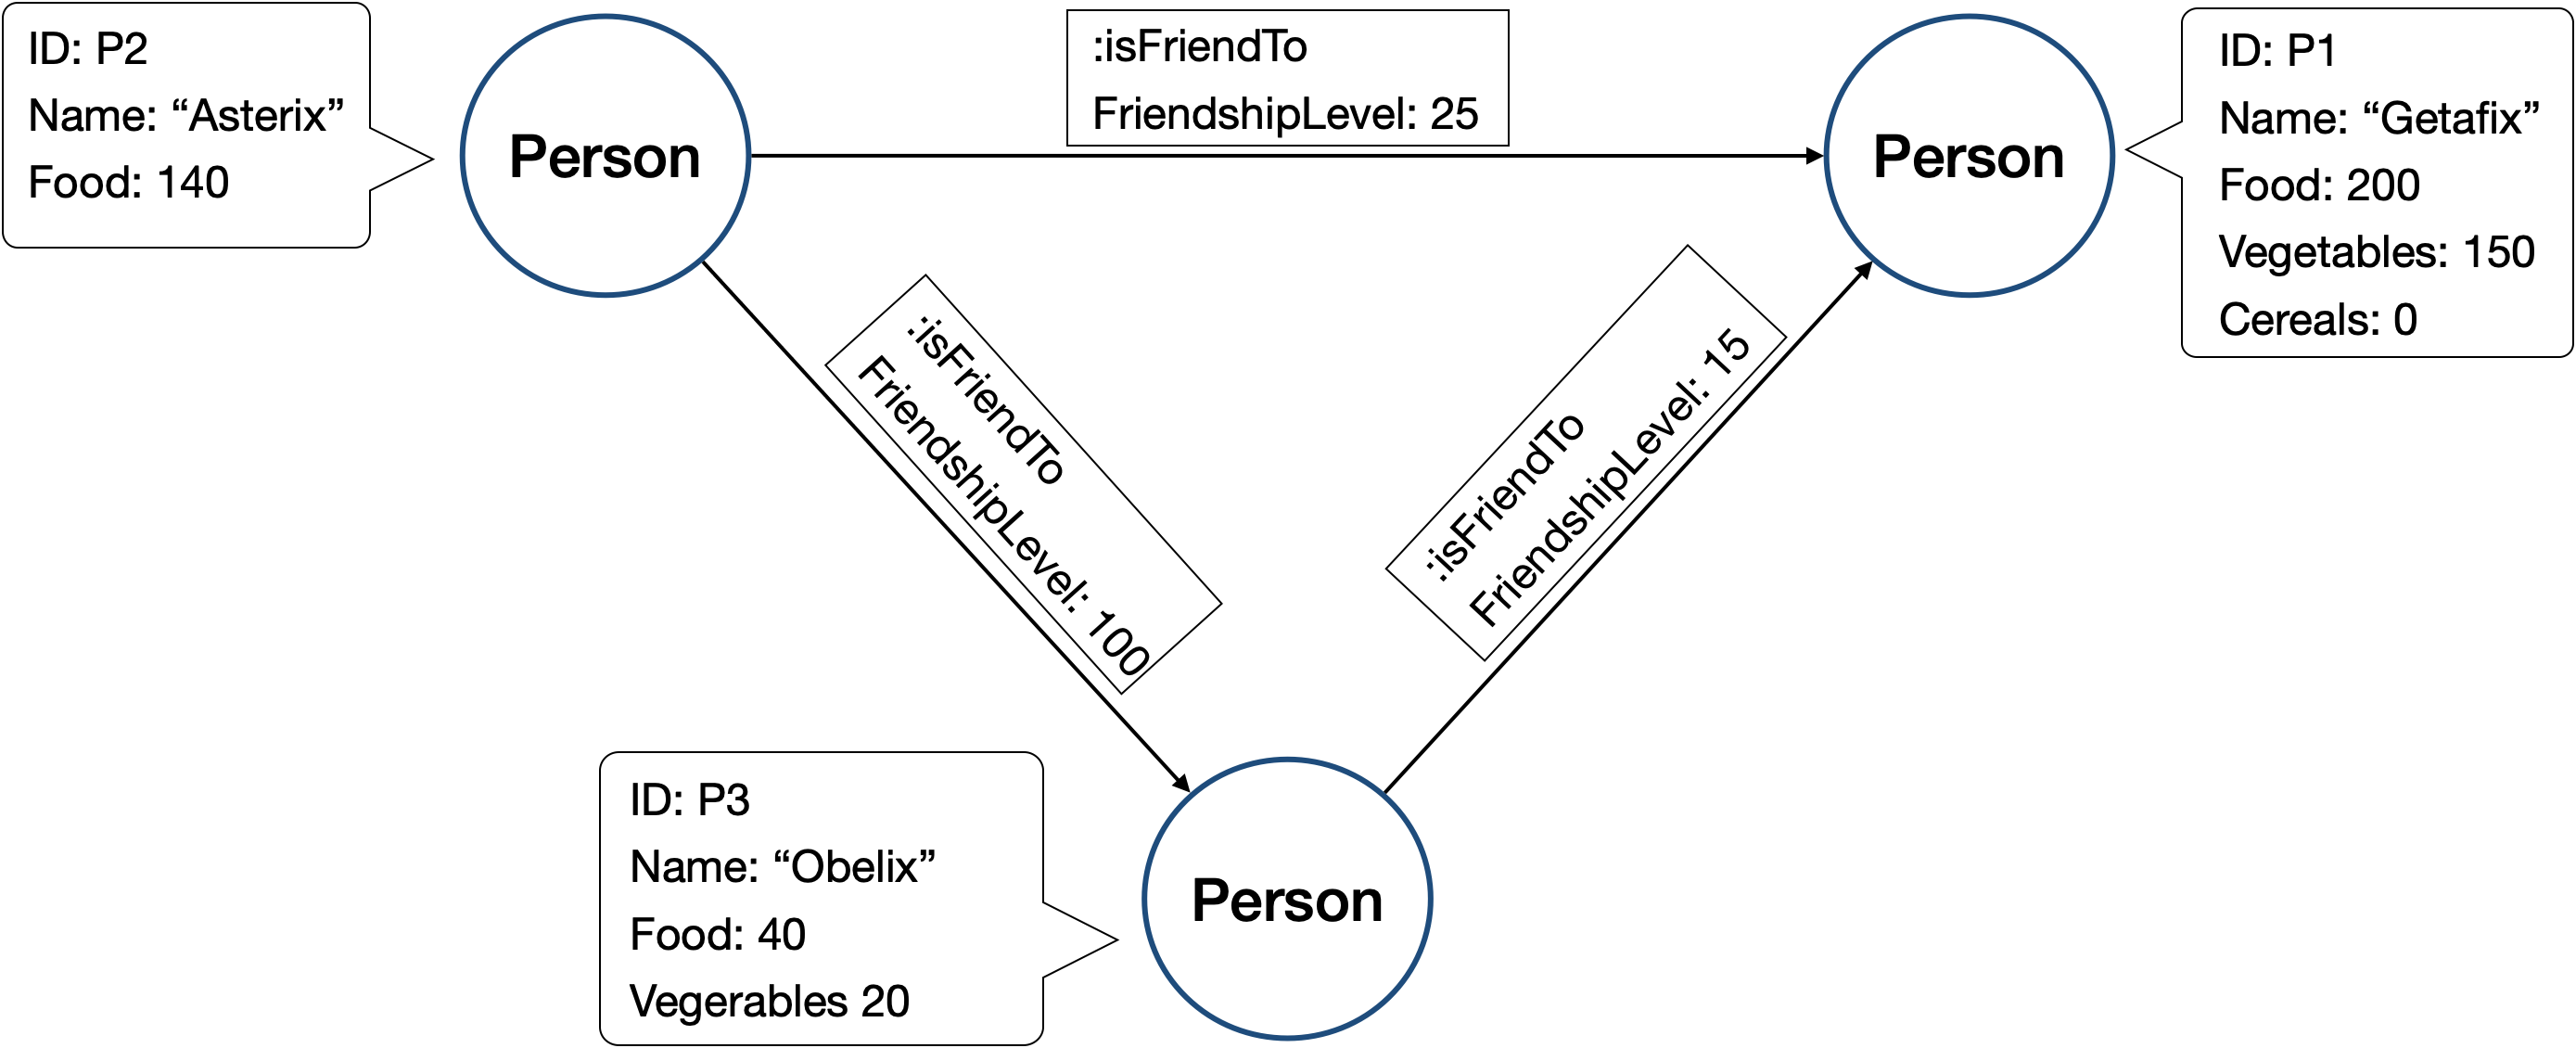 ID: P2
Name: “Asterix”
Food: 140
Person
:isFriendTo
FriendshipLevel: 25
Person
ID: P1
Name: “Getafix”
Food: 200
Vegetables: 150
Cereals: 0
:isFriendTo
FriendshipLevel: 100
:isFriendTo
FriendshipLevel: 15
ID: P3
Name: “Obelix”
Food: 40
Vegerables 20
Person